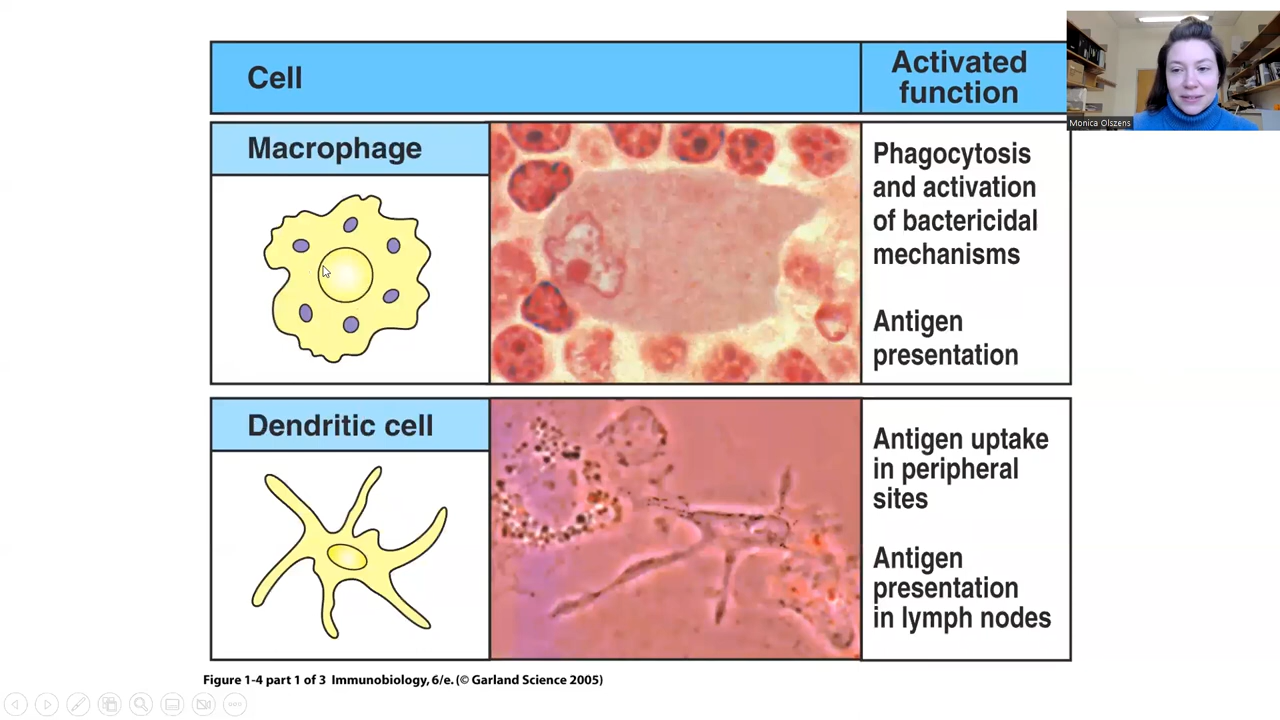 Cell
Activated
function
Monica Olszens
Macrophage
Phagocytosis
and activation
of bactericidal
mechanisms
Antigen
presentation
Dendritic cell
Antigen uptake
in peripheral
sites
Antigen
presentation
in lymph nodes
Figure 1-4 part 1 of 3 Immunobiology, 6/e. (© Garland Science 2005)